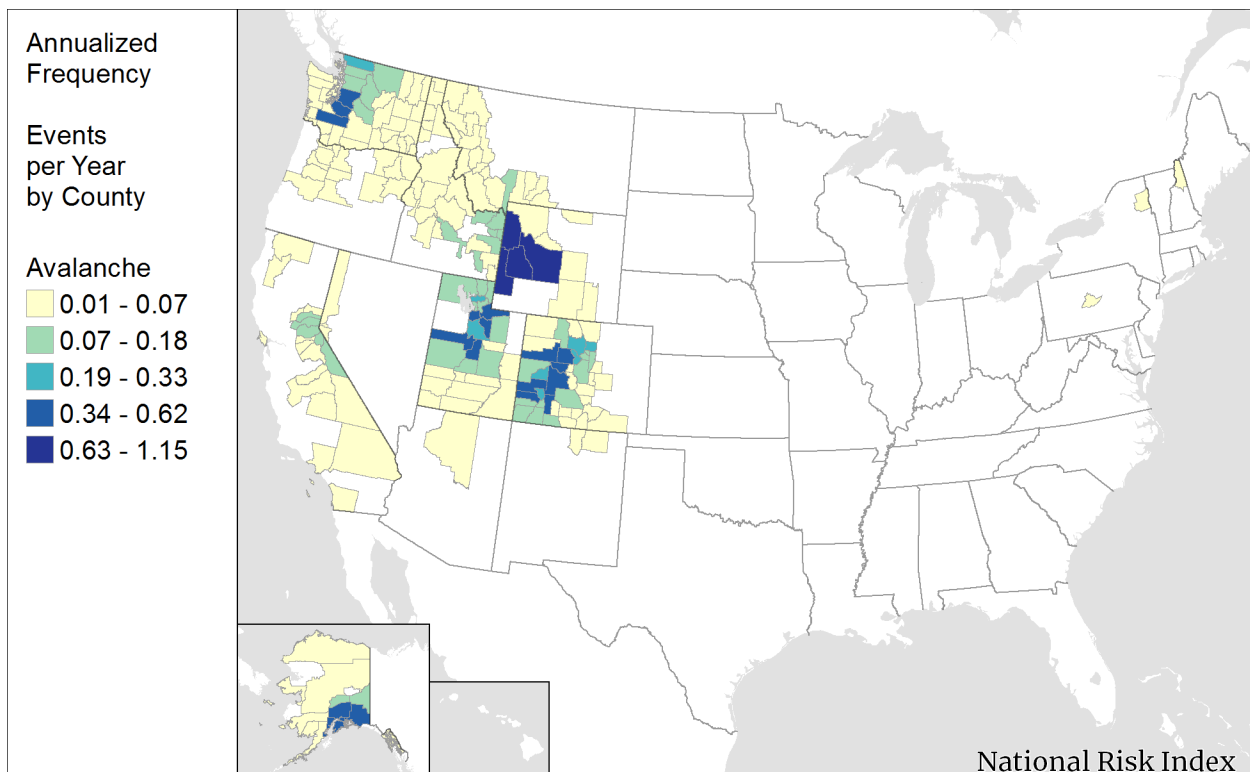 Annualized
Frequency
Events
per Year
by County
Avalanche
0.01 - 0.07
0.07 - 0.18
0.19 - 0.33
0.34 - 0.62
0.63 - 1.15
National Risk Index